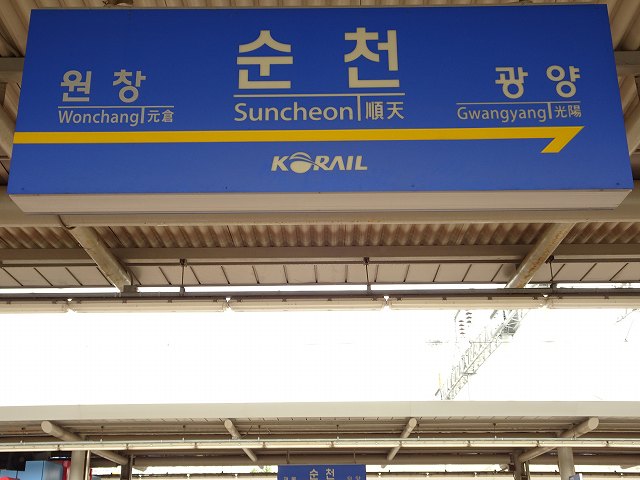 원창
Wonchang 元倉
순천
Suncheon 順天
광양
Gwangyang 光陽
KORAIL
순천